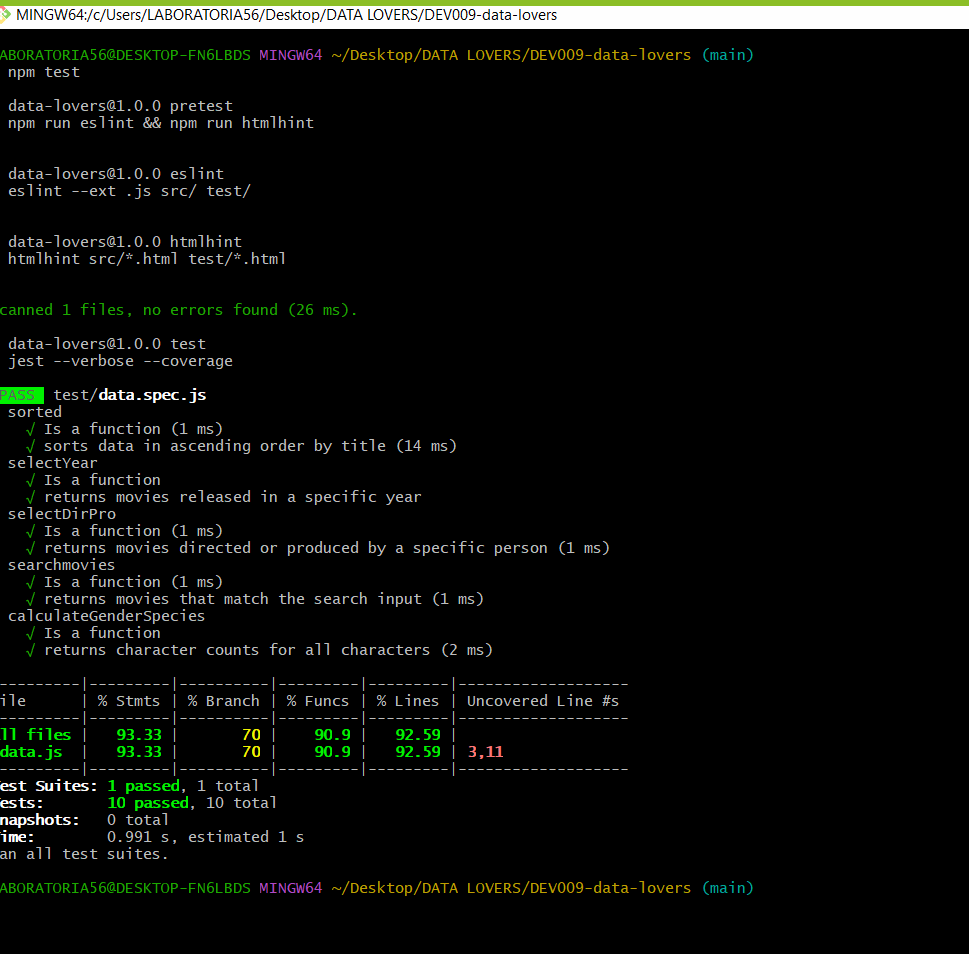 MINGW64:/c/Users/LABORATORIA56/Desktop/DATA LOVERS/DEV009-data-lovers
ABORATORIA56@DESKTOP-FN6LBDS MINGW64 ~/Desktop/DATA LOVERS/DEV009-data-lovers (main)
npm test
data-lovers@1.0.0 pretest
npm run eslint && npm run htmlhint
data-lovers@1.0.0 eslint
eslint --ext .js src/ test/
data-lovers@1.0.0 htmlhint
htmlhint src/*.html test/*.html
canned 1 files, no errors found (26 ms).
data-lovers@1.0.0 test
jest --verbose --coverage
PASS test/data.spec.js
sorted
√ Is a function (1 ms)
√ sorts data in ascending order by title (14 ms)
selectYear
√ Is a function
√ returns movies released in a specific year
selectDirPro
√ Is a function (1 ms)
√ returns movies directed or produced by a specific person (1 ms)
searchmovies
√ Is a function (1 ms)
√ returns movies that match the search input (1 ms)
calculateGenderSpecies
√ Is a function
√ returns character counts for all characters (2 ms)
---------|---------|----------|---------|---------|-------------------
ile | % Stmts | % Branch | % Funcs | % Lines | Uncovered Line #s
---------|---------|----------|---------|---------|-------------------
ll files | 93.33 | 70 | 90.9 | 92.59 |
data.js | 93.33 | 70 | 90.9 | 92.59 | 3,11
---------|---------|----------|---------|---------|-------------------
est Suites: 1 passed, 1 total
ests: 10 passed, 10 total
napshots: 0 total
ime: 0.991 s, estimated 1 s
an all test suites.
ABORATORIA56@DESKTOP-FN6LBDS MINGW64 ~/Desktop/DATA LOVERS/DEV009-data-lovers (main)